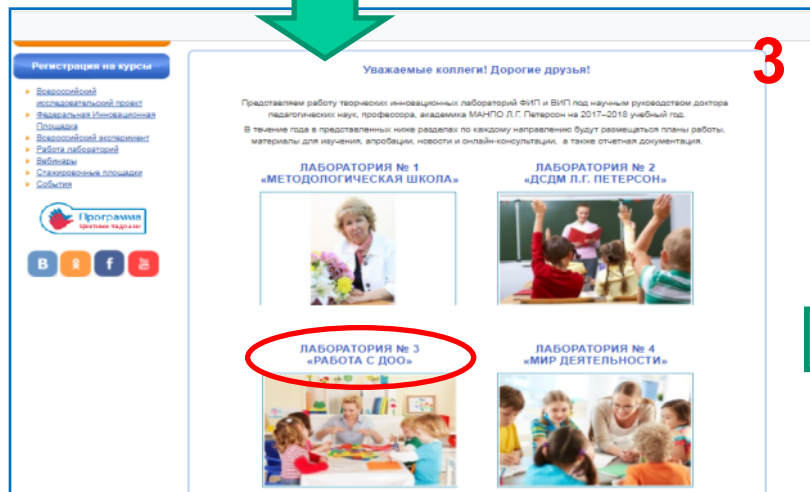 3
Регистрация на курсы
Всероссийский
исследовательский проект
Федеральная Инновационная
Площадка
Всероссийский эксперимент
Работа лабораторий
Вебинары
Стажировочные площадки
События
Программа
Уважаемые коллеги! Дорогие друзья!
Представляем работу творческих инновационных лабораторий ФИП и ВИП под научным руководством доктора
педагогических наук, профессора, академика МАНПО Л.Г. Петерсон на 2017–2018 учебный год.
В течение года в представленных ниже разделах по каждому направлению будут размещаться планы работы,
материалы для изучения, апробации, новости и онлайн-консультации, а также отчетная документация.
ЛАБОРАТОРИЯ № 1
«МЕТОДОЛОГИЧЕСКАЯ ШКОЛА»
ЛАБОРАТОРИЯ № 2
«ДСДМ Л.Г. ПЕТЕРСОН»
ЛАБОРАТОРИЯ № 3
«РАБОТА С ДОО»
ЛАБОРАТОРИЯ № 4
«МИР ДЕЯТЕЛЬНОСТИ»